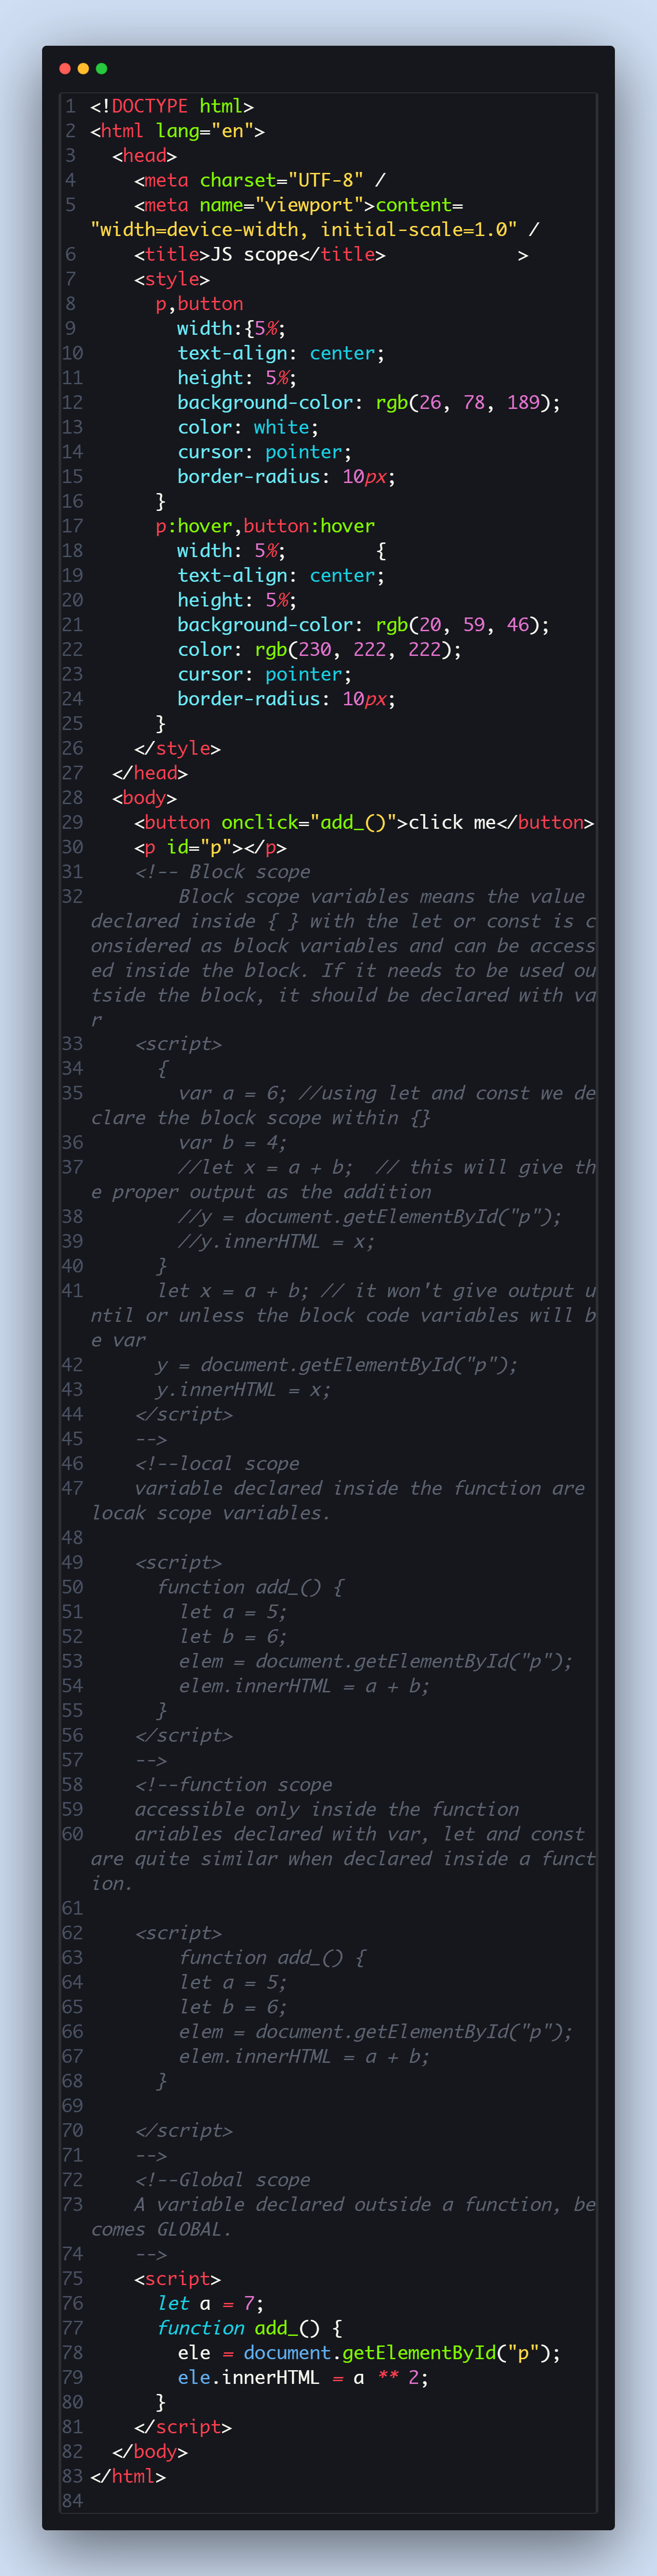 1 <!DOCTYPE html>
2 <html lang="en">
3   <head>
4     <meta charset="UTF-8" /
5     <meta name="viewport">content=
"width=device-width, initial-scale=1.0" /
6     <title>JS scope</title>            >
7     <style>
8       p,button
9         width:{5%;
10         text-align: center;
11         height: 5%;
12         background-color: rgb(26, 78, 189);
13         color: white;
14         cursor: pointer;
15         border-radius: 10px;
16       }
17       p:hover,button:hover
18         width: 5%;        {
19         text-align: center;
20         height: 5%;
21         background-color: rgb(20, 59, 46);
22         color: rgb(230, 222, 222);
23         cursor: pointer;
24         border-radius: 10px;
25       }
26     </style>
27   </head>
28   <body>
29     <button onclick="add_()">click me</button>
30     <p id="p"></p>
31     <!-- Block scope
32         Block scope variables means the value
declared inside { } with the let or const is c
onsidered as block variables and can be access
ed inside the block. If it needs to be used ou
tside the block, it should be declared with va
r
33     <script>
34       {
35         var a = 6; //using let and const we de
clare the block scope within {}
36         var b = 4;
37         //let x = a + b;  // this will give th
e proper output as the addition
38         //y = document.getElementById("p");
39         //y.innerHTML = x;
40       }
41       let x = a + b; // it won't give output u
ntil or unless the block code variables will b
e var
42       y = document.getElementById("p");
43       y.innerHTML = x;
44     </script>
45     -->
46     <!--local scope
47     variable declared inside the function are
locak scope variables.
48
49     <script>
50       function add_() {
51         let a = 5;
52         let b = 6;
53         elem = document.getElementById("p");
54         elem.innerHTML = a + b;
55       }
56     </script>
57     -->
58     <!--function scope
59     accessible only inside the function
60     ariables declared with var, let and const
are quite similar when declared inside a funct
ion.
61
62     <script>
63         function add_() {
64         let a = 5;
65         let b = 6;
66         elem = document.getElementById("p");
67         elem.innerHTML = a + b;
68       }
69
70     </script>
71     -->
72     <!--Global scope
73     A variable declared outside a function, be
comes GLOBAL.
74     -->
75     <script>
76       let a = 7;
77       function add_() {
78         ele = document.getElementById("p");
79         ele.innerHTML = a ** 2;
80       }
81     </script>
82   </body>
83 </html>
84